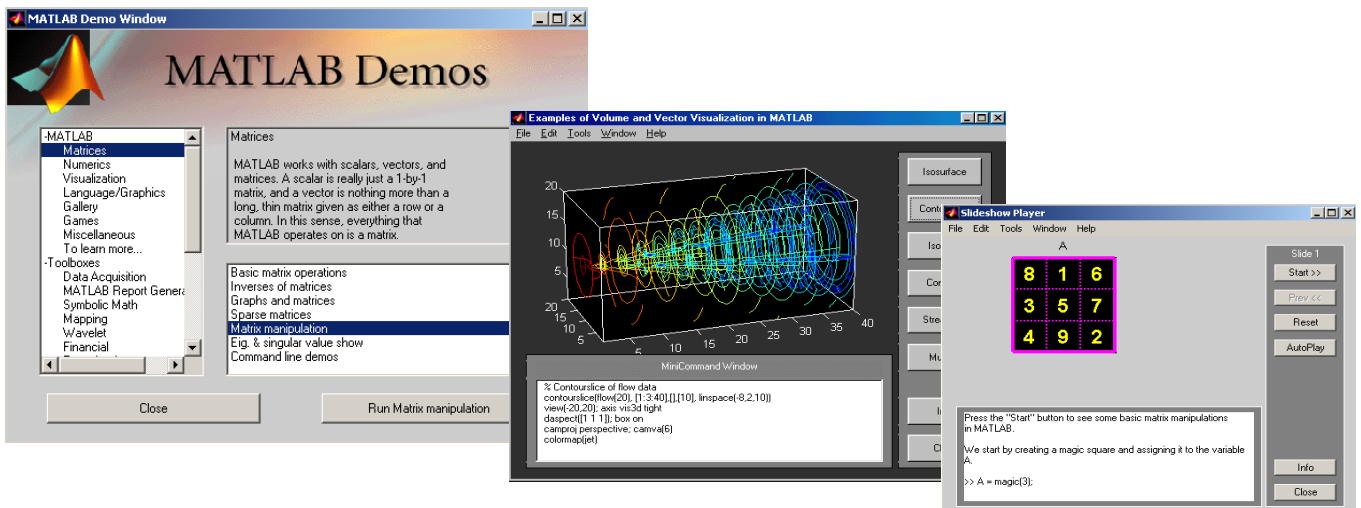 MATLAB Demo Window
MATLAB Demos
-MATLAB
Matrices
Numerics
Visualization
Language/Graphics
Gallery
Games
Miscellaneous
To learn more...
-Toolboxes
Data Acquisition
MATLAB Report Genera
Symbolic Math
Mapping
Wavelet
Financial
Matrices
MATLAB works with scalars, vectors, and
matrices. A scalar is really just a 1-by-1
matrix, and a vector is nothing more than a
long, thin matrix given as either a row or a
column. In this sense, everything that
MATLAB operates on is a matrix.
Basic matrix operations
Inverses of matrices
Graphs and matrices
Sparse matrices
Matrix manipulation
Eig. & singular value show
Command line demos
Close
Run Matrix manipulation
Examples of Volume and Vector Visualization in MATLAB
File Edit Tools Window Help
20
15
10
5
20
15
10
5
5
10
15
20
25
30
35
40
Isosurface
Conto
Iso
Con
Strea
Mu
In
Cl
MiniCommand Window
% Contourslice of flow data
contourslice(flow(20), [1:3:40],[],[10], linspace(-8,2,10))
view(-20,20); axis vis3d tight
daspect([1 1 1]); box on
camproj perspective; camva(6)
colormap(jet)
Slideshow Player
File Edit Tools Window Help
A
8 1 6
3 5 7
4 9 2
Slide 1
Start >>
Prev <<
Reset
AutoPlay
Press the "Start" button to see some basic matrix manipulations
in MATLAB.
We start by creating a magic square and assigning it to the variable
A.
>> A = magic(3);
Info
Close